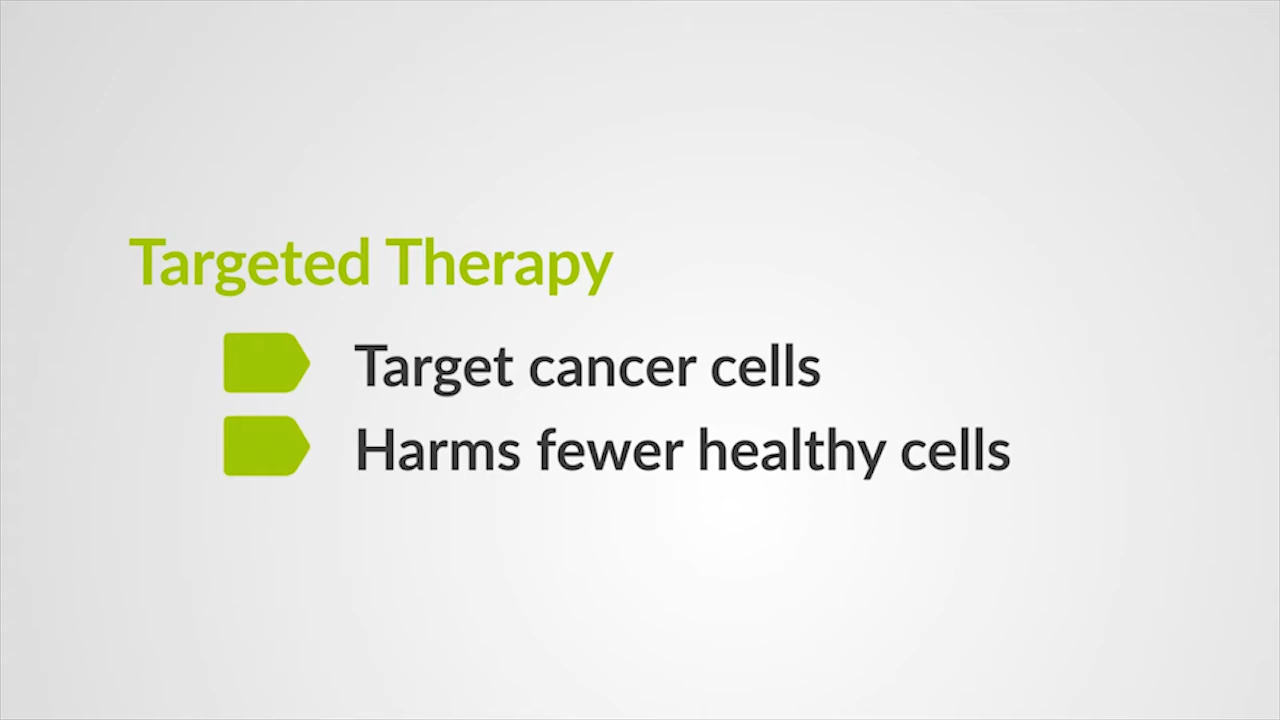 Targeted Therapy
Target cancer cells
Harms fewer healthy cells